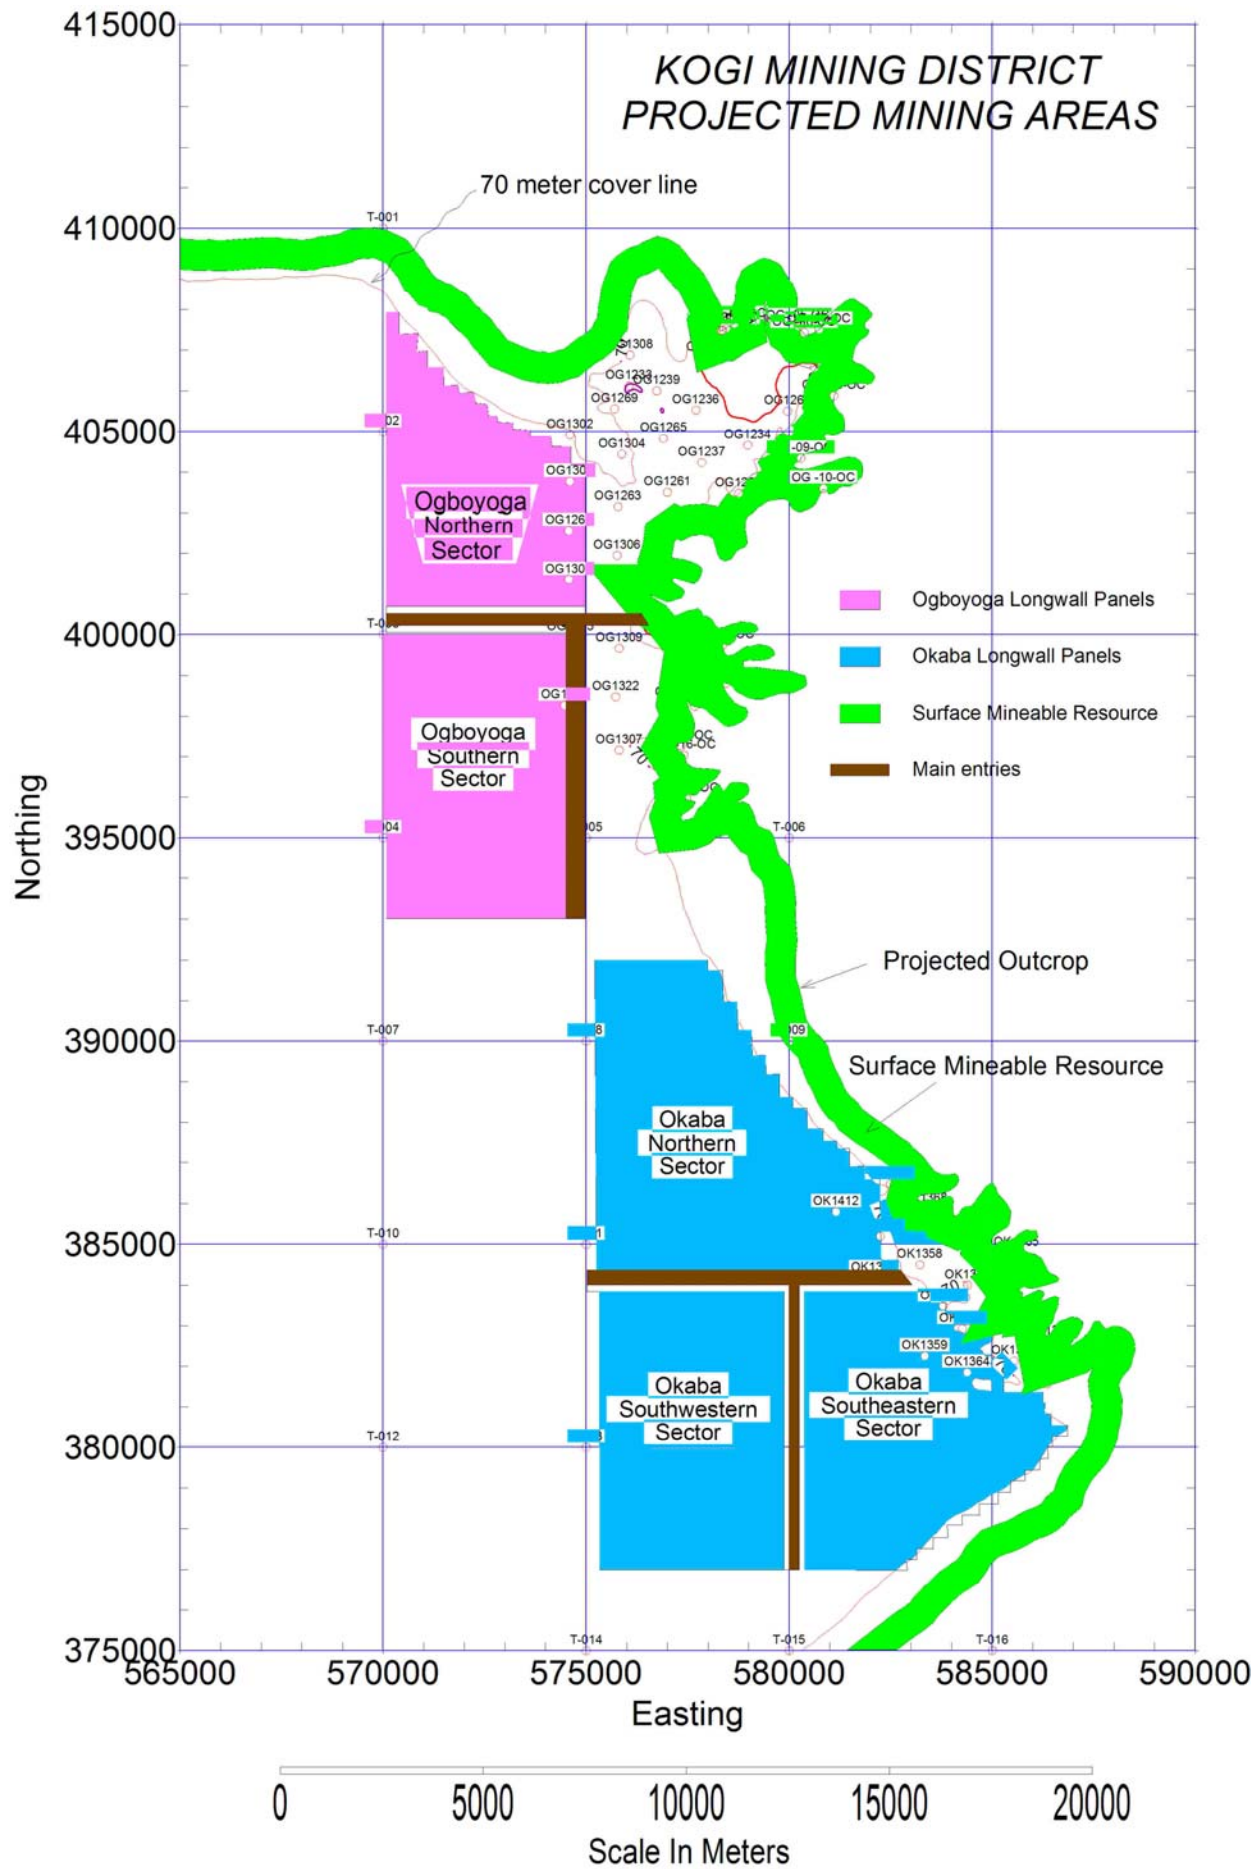 KOGI MINING DISTRICT
PROJECTED MINING AREAS
415000
70 meter cover line
T-001
410000
OG1239
OG1269
OG1236
405000
OG1302
OG1265
OG1234
OG1304
OG1237
OG -10-OC
OG1261
OG1263
Ogboyoga
Northern
Sector
OG1306
Ogboyoga Longwall Panels
400000
OG1309
Okaba Longwall Panels
OG1322
Surface Mineable Resource
Ogboyoga
Southern
Sector
OG1307
Main entries
Northing
395000
T-006
Projected Outcrop
390000
T-007
Surface Mineable Resource
Okaba
Northern
Sector
OK1412
385000
T-010
OK1358
OK1359
OK1364
Okaba
Southwestern
Sector
Okaba
Southeastern
Sector
380000
T-012
375000
T-014
T-015
T-016
565000
570000
575000
580000
585000
590000
Easting
0
5000
10000
15000
20000
Scale In Meters